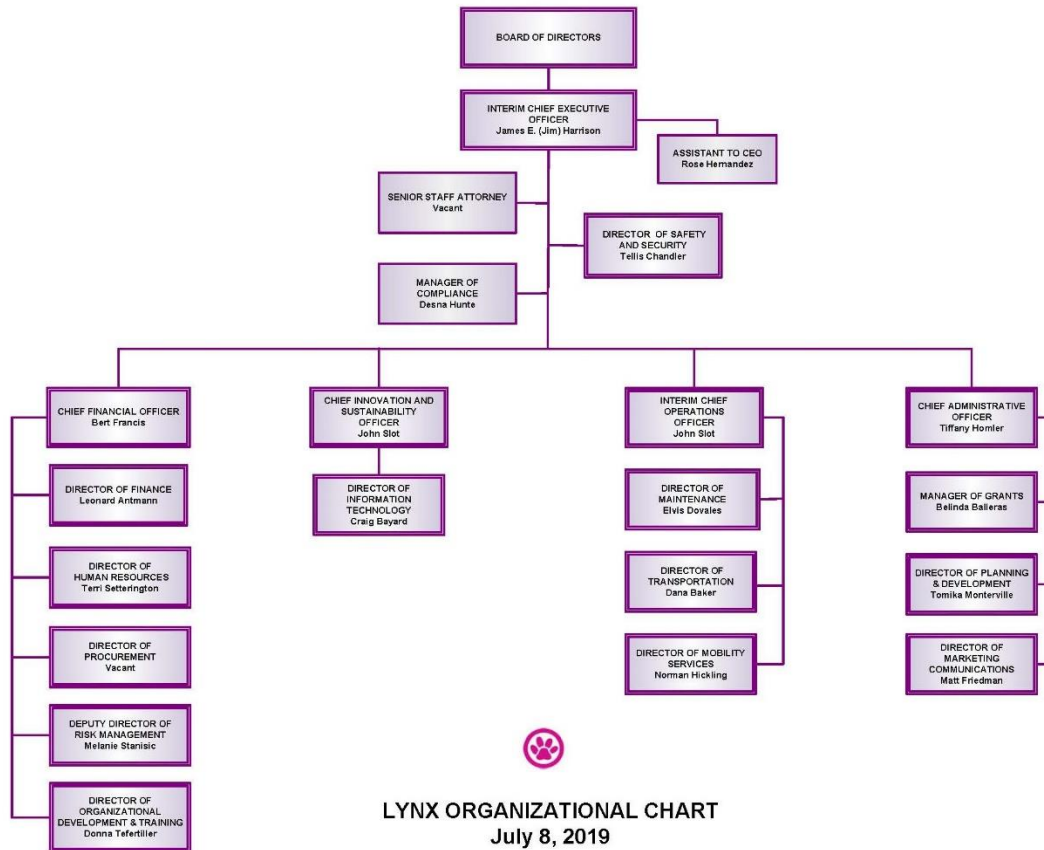 BOARD OF DIRECTORS
INTERIM CHIEF EXECUTIVE
OFFICER
James E. (Jim) Harrison
ASSISTANT TO CEO
Rose Hernandez
SENIOR STAFF ATTORNEY
Vacant
DIRECTOR OF SAFETY
AND SECURITY
Tellis Chandler
MANAGER OF
COMPLIANCE
Desna Hunte
CHIEF FINANCIAL OFFICER
Bert Francis
DIRECTOR OF FINANCE
Leonard Antmann
DIRECTOR OF
HUMAN RESOURCES
Terri Setterington
DIRECTOR OF
PROCUREMENT
Vacant
DEPUTY DIRECTOR OF
RISK MANAGEMENT
Melanie Stanisic
DIRECTOR OF
ORGANIZATIONAL
DEVELOPMENT & TRAINING
Donna Tefertiller
CHIEF INNOVATION AND
SUSTAINABILITY
OFFICER
John Slot
DIRECTOR OF
INFORMATION
TECHNOLOGY
Craig Bayard
INTERIM CHIEF
OPERATIONS
OFFICER
John Slot
DIRECTOR OF
MAINTENANCE
Elvis Dovales
DIRECTOR OF
TRANSPORTATION
Dana Baker
DIRECTOR OF MOBILITY
SERVICES
Norman Hickling
CHIEF ADMINISTRATIVE
OFFICER
Tiffany Homler
MANAGER OF GRANTS
Belinda Balleras
DIRECTOR OF PLANNING
& DEVELOPMENT
Tomika Monterville
DIRECTOR OF
MARKETING
COMMUNICATIONS
Matt Friedman
LYNX ORGANIZATIONAL CHART
July 8, 2019